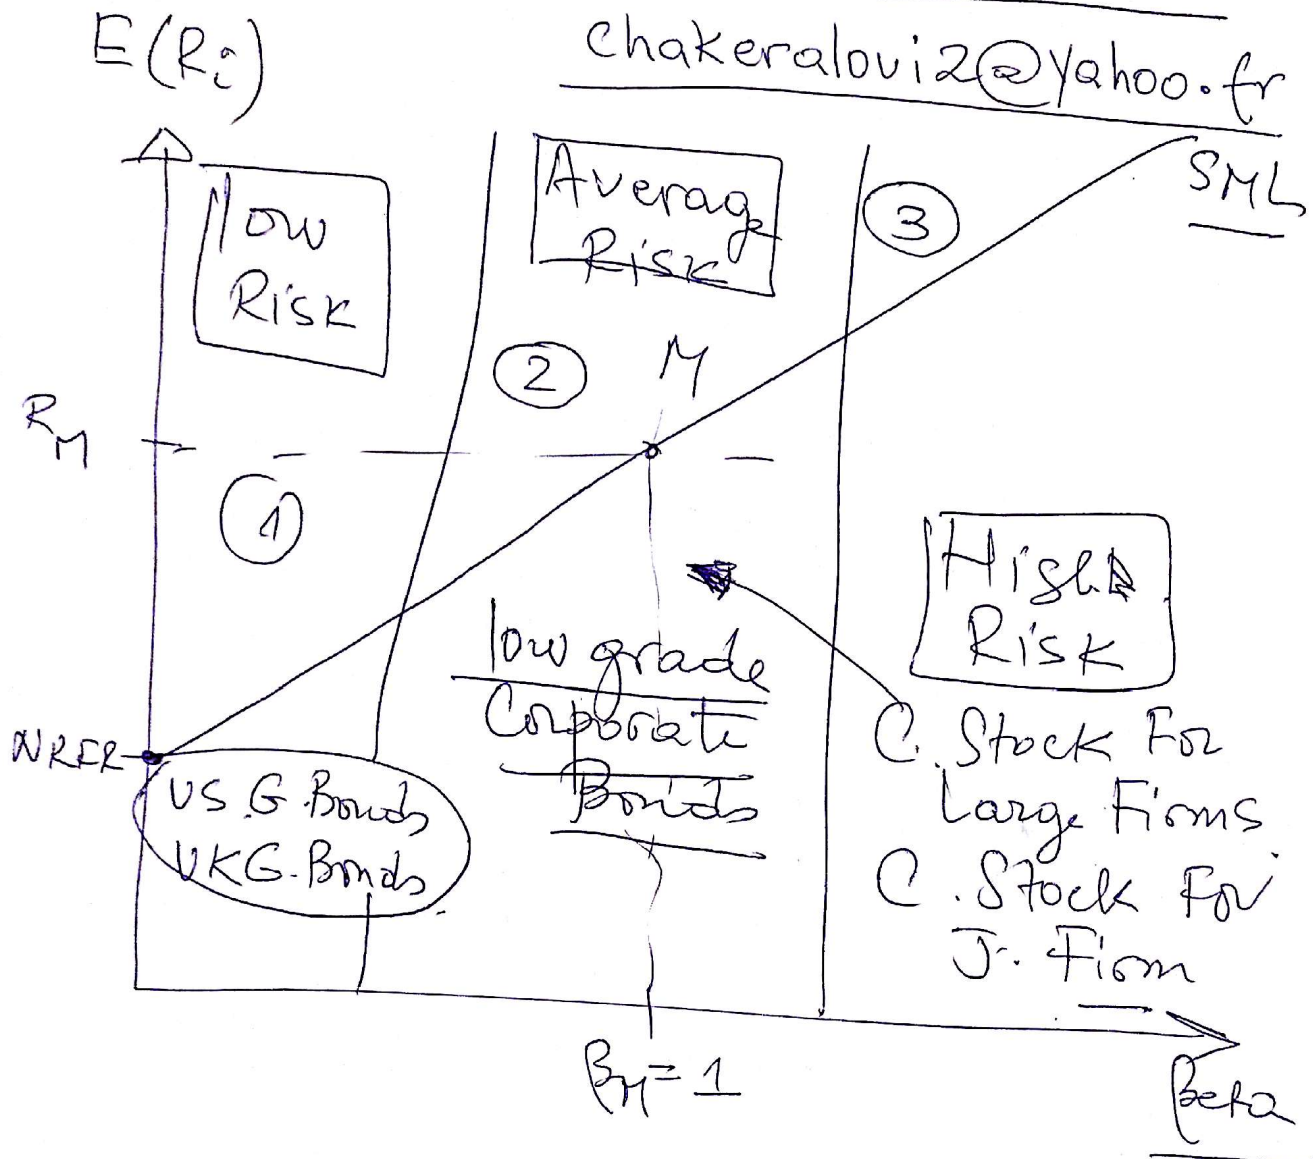 E(Ri)
chakeralovi2@yahoo.fr
SML
low
Risk
Average
Risk
3
2
M
RM
1
High
Risk
low grade
Corporate
Bonds
NRFR
US.G.Bonds
UKG.Bonds
C. Stock For
Large Firms
C. Stock For
J. Firm
βM = 1
Beta